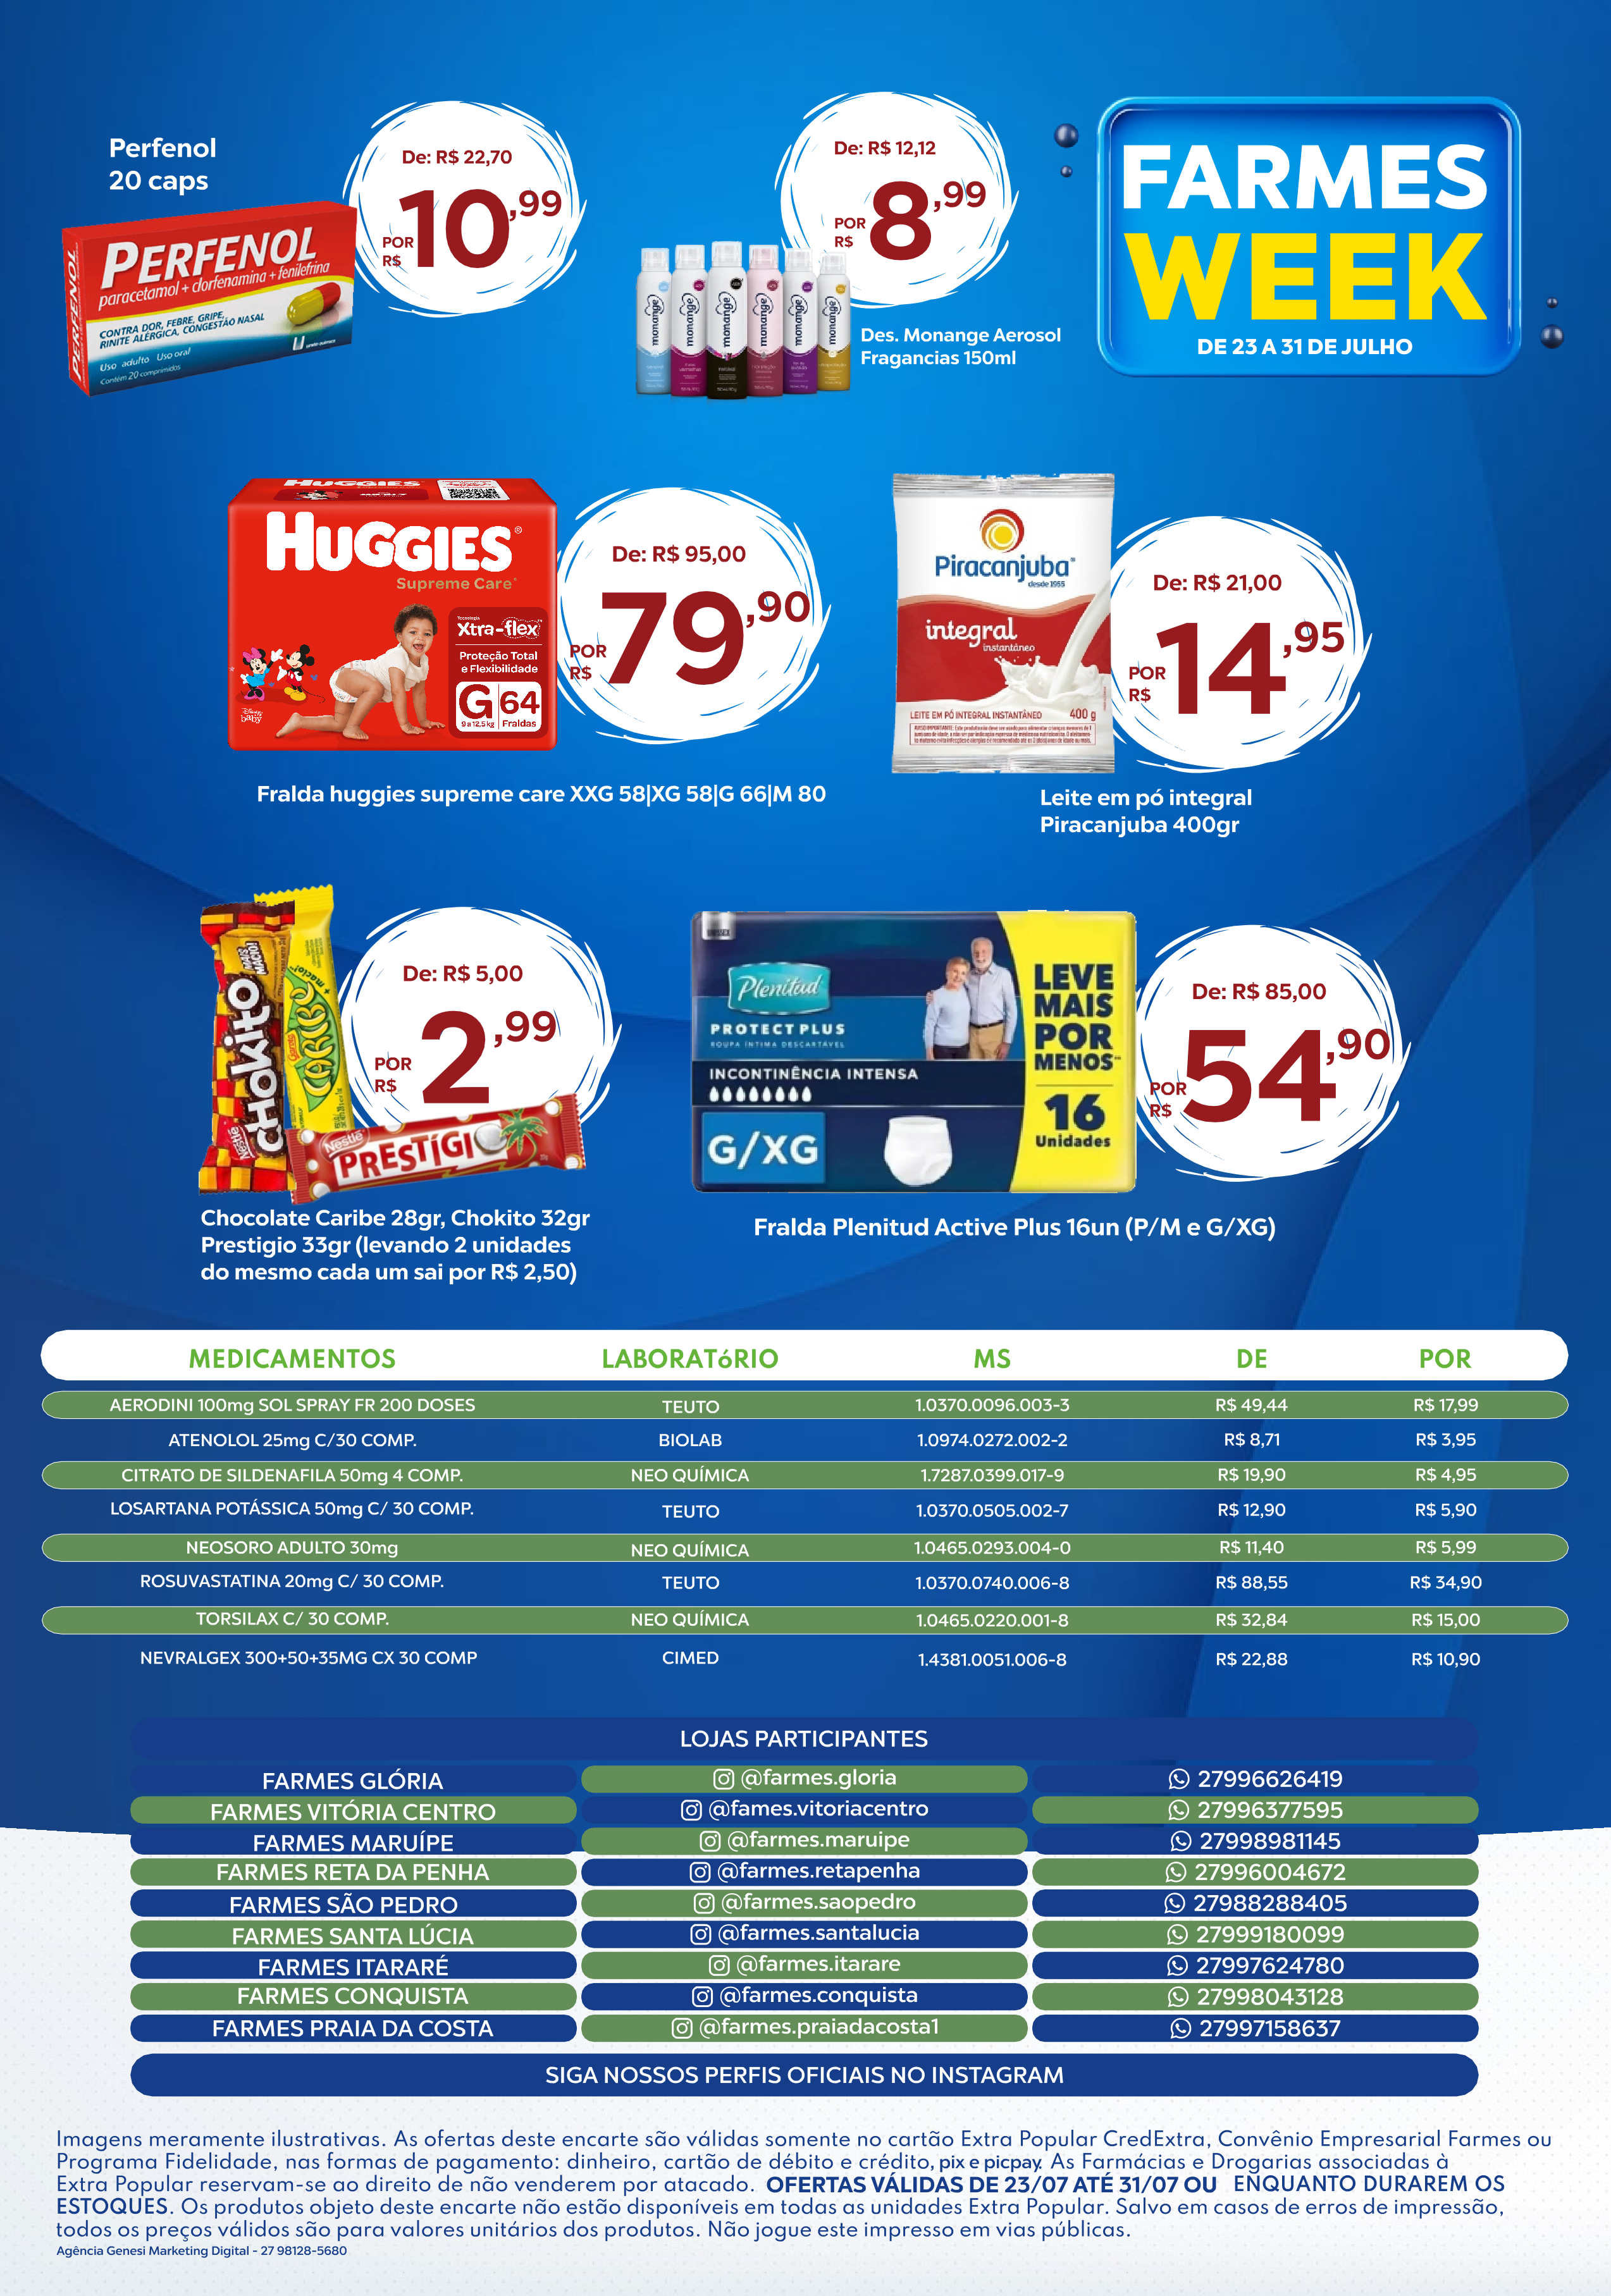 Perfenol
20 caps
De: R$ 22,70
POR
R$
10,99
PERFENOL
PERFENOL
paracetamol + clorfenamina + fenilefrina
CONTRA DOR, FEBRE, GRIPE,
RINITE ALÉRGICA, CONGESTÃO NASAL
Uso adulto Uso oral
Contém 20 comprimidos
De: R$ 12,12
POR
R$
8,99
monange monange monange monange monange monange
Des. Monange Aerosol
Fragancias 150ml
FARMES
WEEK
DE 23 A 31 DE JULHO
HUGGIES
HUGGIES
Supreme Care
Xtra-flex
Proteção Total
e Flexibilidade
G 64
9 a 12,5 kg Fraldas
Disney baby
De: R$ 95,00
POR
R$
79,90
Fralda huggies supreme care XXG 58|XG 58|G 66|M 80
Piracanjuba
desde 1955
integral
instantâneo
LEITE EM PÓ INTEGRAL INSTANTÂNEO 400 g
De: R$ 21,00
POR
R$
14,95
Leite em pó integral
Piracanjuba 400gr
Nestlé
CHOKITO
MAIS MACIO!
Garoto
CARIBE
+ macio!
Nestlé
PRESTÍGIO
De: R$ 5,00
POR
R$
2,99
Chocolate Caribe 28gr, Chokito 32gr
Prestigio 33gr (levando 2 unidades
do mesmo cada um sai por R$ 2,50)
UNISSEX
Plenitud
PROTECT PLUS
ROUPA ÍNTIMA DESCARTÁVEL
INCONTINÊNCIA INTENSA
G/XG
LEVE
MAIS
POR
MENOS
16
Unidades
De: R$ 85,00
POR
R$
54,90
Fralda Plenitud Active Plus 16un (P/M e G/XG)
MEDICAMENTOS LABORATóRIO MS DE POR
AERODINI 100mg SOL SPRAY FR 200 DOSES TEUTO 1.0370.0096.003-3 R$ 49,44 R$ 17,99
ATENOLOL 25mg C/30 COMP. BIOLAB 1.0974.0272.002-2 R$ 8,71 R$ 3,95
CITRATO DE SILDENAFILA 50mg 4 COMP. NEO QUÍMICA 1.7287.0399.017-9 R$ 19,90 R$ 4,95
LOSARTANA POTÁSSICA 50mg C/ 30 COMP. TEUTO 1.0370.0505.002-7 R$ 12,90 R$ 5,90
NEOSORO ADULTO 30mg NEO QUÍMICA 1.0465.0293.004-0 R$ 11,40 R$ 5,99
ROSUVASTATINA 20mg C/ 30 COMP. TEUTO 1.0370.0740.006-8 R$ 88,55 R$ 34,90
TORSILAX C/ 30 COMP. NEO QUÍMICA 1.0465.0220.001-8 R$ 32,84 R$ 15,00
NEVRALGEX 300+50+35MG CX 30 COMP CIMED 1.4381.0051.006-8 R$ 22,88 R$ 10,90
LOJAS PARTICIPANTES
FARMES GLÓRIA @farmes.gloria 27996626419
FARMES VITÓRIA CENTRO @fames.vitoriacentro 27996377595
FARMES MARUÍPE @farmes.maruipe 27998981145
FARMES RETA DA PENHA @farmes.retapenha 27996004672
FARMES SÃO PEDRO @farmes.saopedro 27988288405
FARMES SANTA LÚCIA @farmes.santalucia 27999180099
FARMES ITARARÉ @farmes.itarare 27997624780
FARMES CONQUISTA @farmes.conquista 27998043128
FARMES PRAIA DA COSTA @farmes.praiadacosta1 27997158637
SIGA NOSSOS PERFIS OFICIAIS NO INSTAGRAM
Imagens meramente ilustrativas. As ofertas deste encarte são válidas somente no cartão Extra Popular CredExtra, Convênio Empresarial Farmes ou
Programa Fidelidade, nas formas de pagamento: dinheiro, cartão de débito e crédito, pix e picpay. As Farmácias e Drogarias associadas à
Extra Popular reservam-se ao direito de não venderem por atacado. OFERTAS VÁLIDAS DE 23/07 ATÉ 31/07 OU ENQUANTO DURAREM OS
ESTOQUES. Os produtos objeto deste encarte não estão disponíveis em todas as unidades Extra Popular. Salvo em casos de erros de impressão,
todos os preços válidos são para valores unitários dos produtos. Não jogue este impresso em vias públicas.
Agência Genesi Marketing Digital - 27 98128-5680